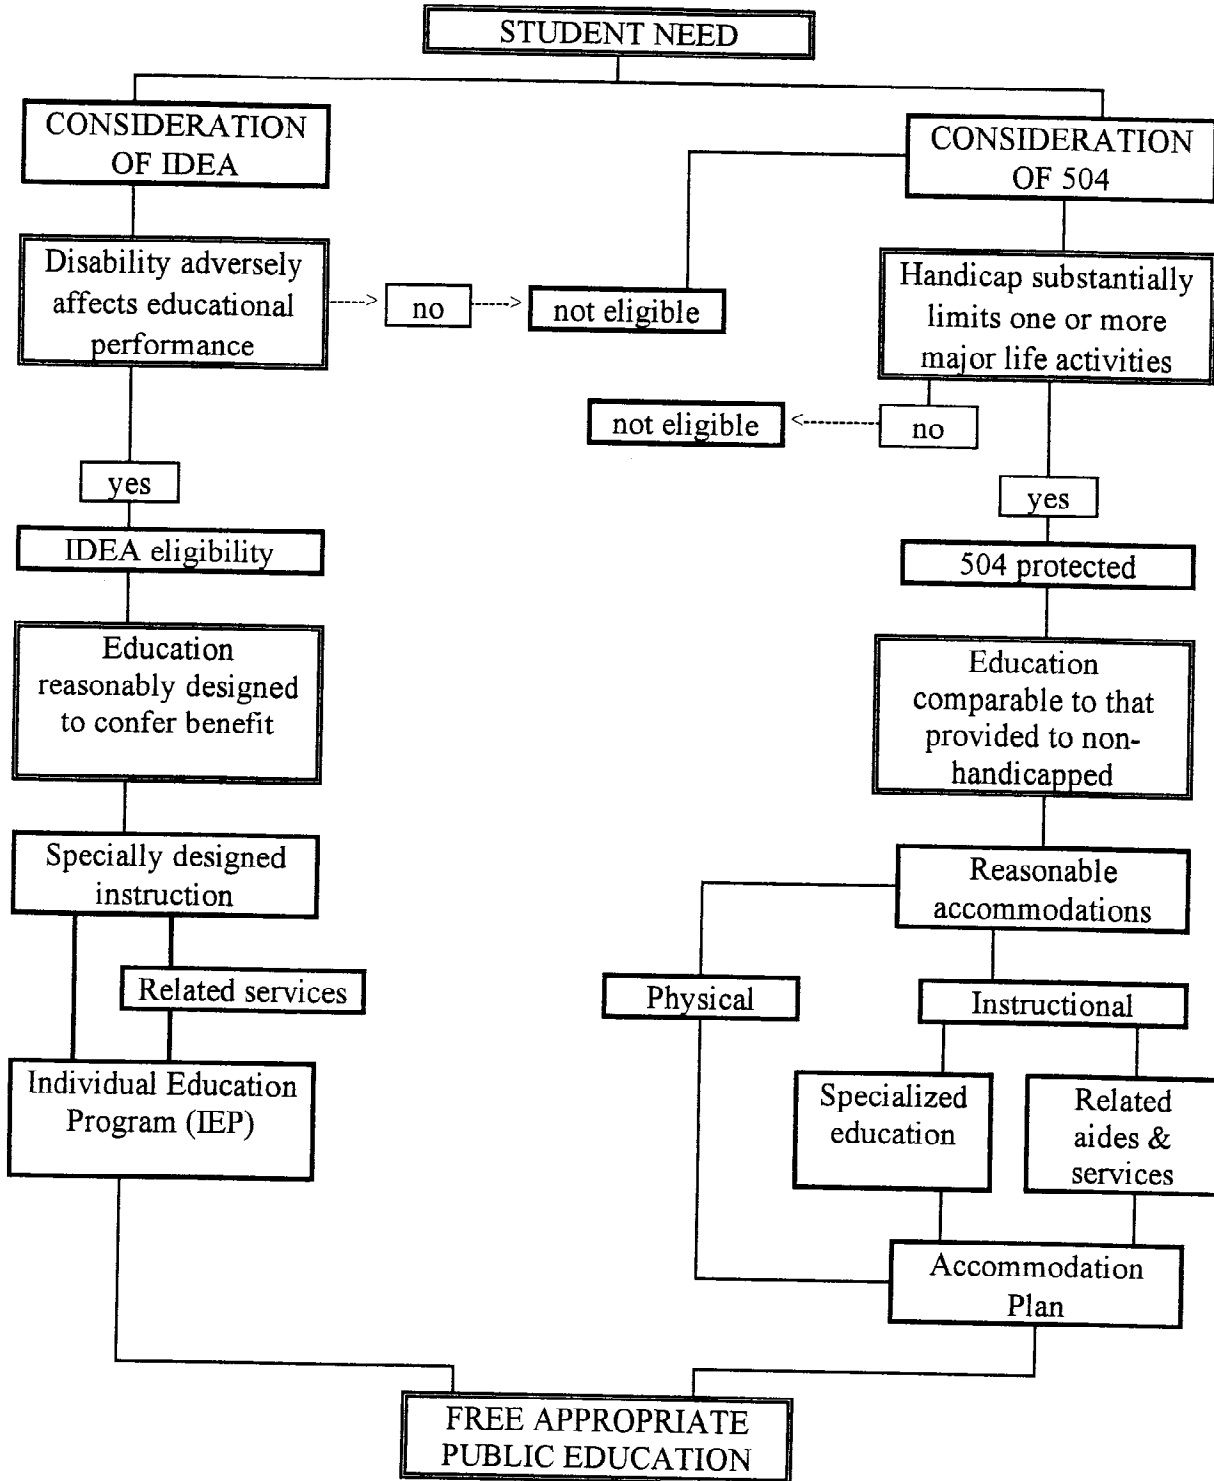 STUDENT NEED
CONSIDERATION
OF IDEA
CONSIDERATION
OF 504
Disability adversely
affects educational
performance
no
not eligible
Handicap substantially
limits one or more
major life activities
not eligible
no
yes
yes
IDEA eligibility
504 protected
Education
reasonably designed
to confer benefit
Education
comparable to that
provided to non-
handicapped
Specially designed
instruction
Reasonable
accommodations
Related services
Physical
Instructional
Individual Education
Program (IEP)
Specialized
education
Related
aides &
services
Accommodation
Plan
FREE APPROPRIATE
PUBLIC EDUCATION